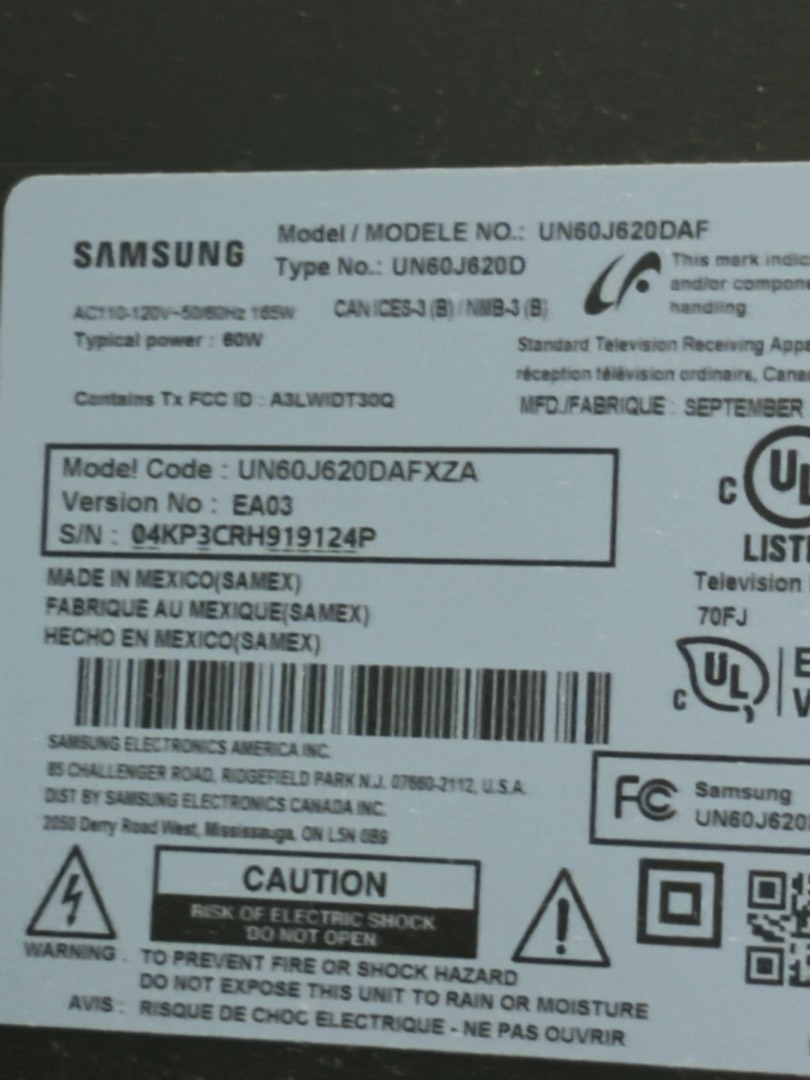 SAMSUNG
Model / MODELE NO.: UN60J620DAF
Type No.: UN60J620D
This mark indic
and/or compone
handling
AC110-120V~50/60Hz 165W
CAN ICES-3 (B) / NMB-3 (B)
Typical power : 60W
Standard Television Receiving App
réception télévision ordinaire, Cana
Contains Tx FCC ID : A3LWIDT30Q
MFD./FABRIQUE : SEPTEMBER
Model Code : UN60J620DAFXZA
Version No : EA03
S/N : 04KP3CRH919124P
C UL
LISTE
Television
70FJ
MADE IN MEXICO(SAMEX)
FABRIQUE AU MEXIQUE(SAMEX)
HECHO EN MEXICO(SAMEX)
C UL
E
V
SAMSUNG ELECTRONICS AMERICA INC.
85 CHALLENGER ROAD, RIDGEFIELD PARK N.J. 07660-2112, U.S.A.
DIST BY SAMSUNG ELECTRONICS CANADA INC.
2050 Derry Road West, Mississauga, ON L5N 0B9
FC Samsung
UN60J620
CAUTION
RISK OF ELECTRIC SHOCK
DO NOT OPEN
WARNING : TO PREVENT FIRE OR SHOCK HAZARD
DO NOT EXPOSE THIS UNIT TO RAIN OR MOISTURE
AVIS : RISQUE DE CHOC ELECTRIQUE - NE PAS OUVRIR